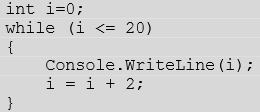 int i=0;
while (i <= 20)
{
    Console.WriteLine(i);
    i = i + 2;
}